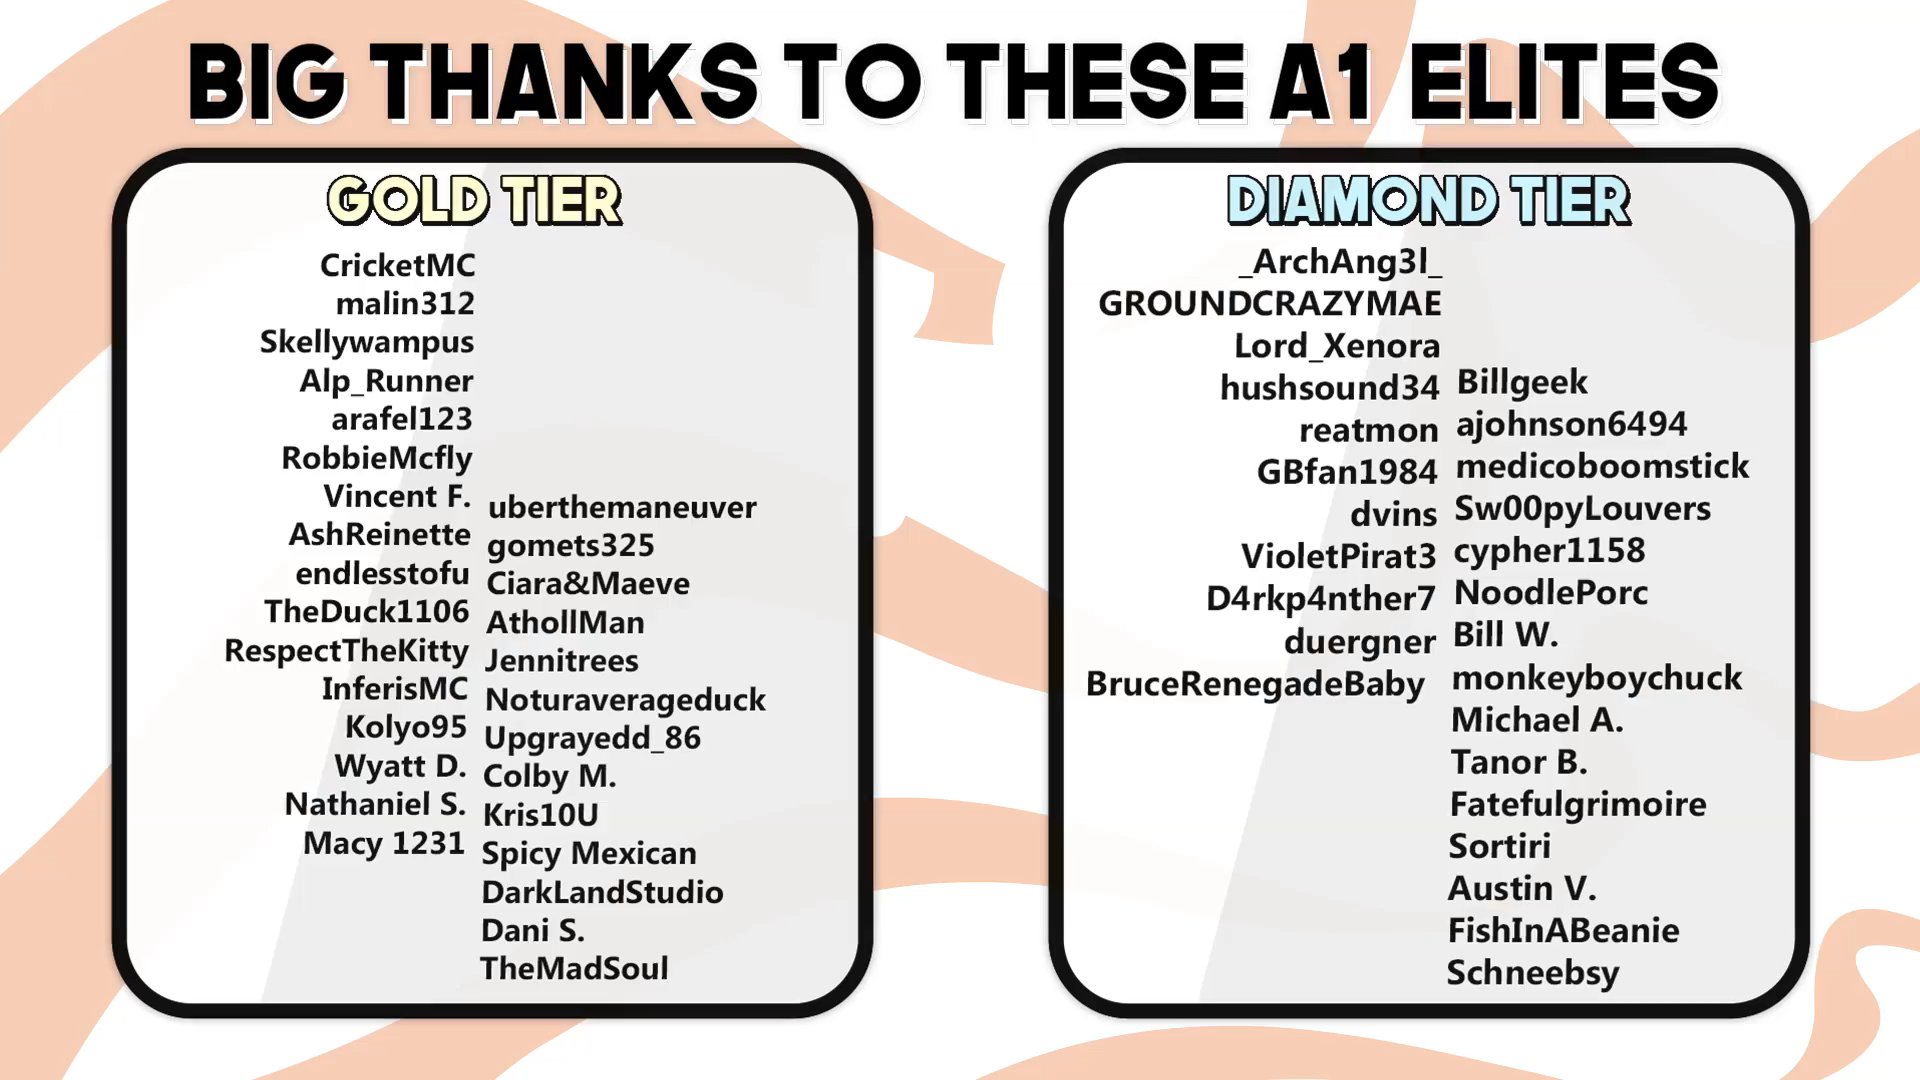 BIG THANKS TO THESE A1 ELITES
GOLD TIER
CricketMC
malin312
Skellywampus
Alp_Runner
arafel123
RobbieMcfly
Vincent F.
AshReinette
endlesstofu
TheDuck1106
RespectTheKitty
InferisMC
Kolyo95
Wyatt D.
Nathaniel S.
Macy 1231
uberthemaneuver
gomets325
Ciara&Maeve
AthollMan
Jennitrees
Noturaverageduck
Upgrayedd_86
Colby M.
Kris10U
Spicy Mexican
DarkLandStudio
Dani S.
TheMadSoul
DIAMOND TIER
_ArchAng3l_
GROUNDCRAZYMAE
Lord_Xenora
hushsound34
reatmon
GBfan1984
dvins
VioletPirat3
D4rkp4nther7
duergner
BruceRenegadeBaby
Billgeek
ajohnson6494
medicoboomstick
Sw00pyLouvers
cypher1158
NoodlePorc
Bill W.
monkeyboychuck
Michael A.
Tanor B.
Fatefulgrimoire
Sortiri
Austin V.
FishInABeanie
Schneebsy